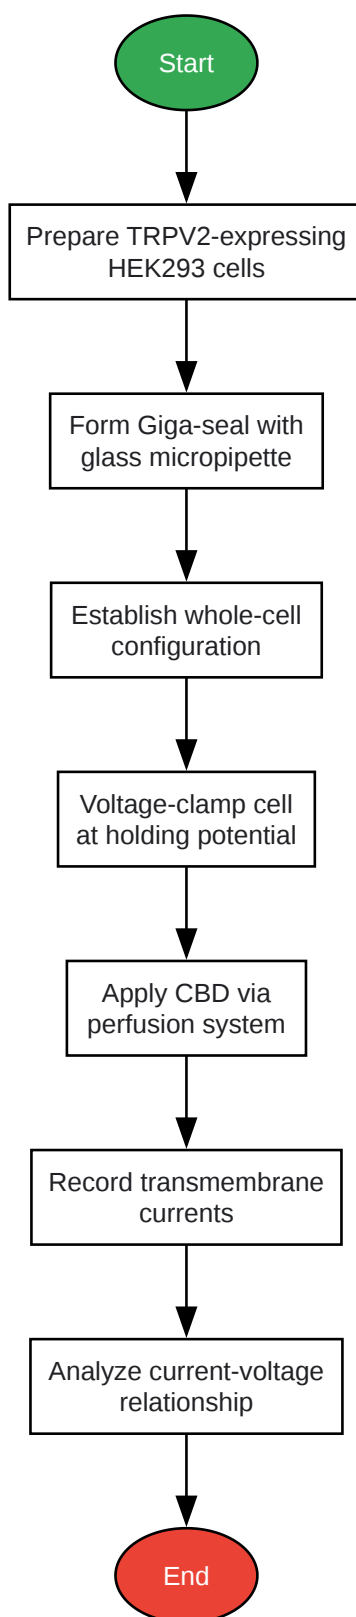 Start
Prepare TRPV2-expressing
HEK293 cells
Form Giga-seal with
glass micropipette
Establish whole-cell
configuration
Voltage-clamp cell
at holding potential
Apply CBD via
perfusion system
Record transmembrane
currents
Analyze current-voltage
relationship
End